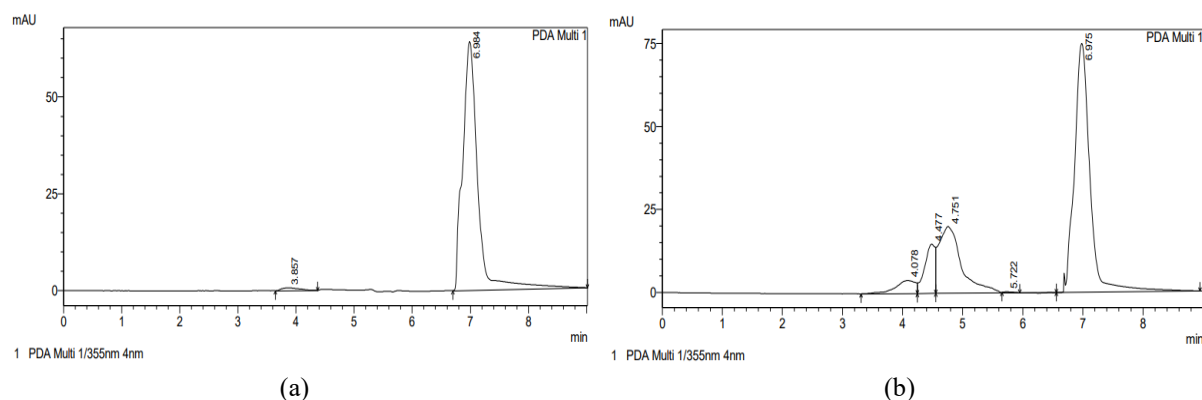 mAU
PDA Multi 1
50
25
0
6.984
3.857
0 1 2 3 4 5 6 7 8
min
1 PDA Multi 1/355nm 4nm
(a)
mAU
PDA Multi 1
75
50
25
0
4.078
4.477
4.751
5.722
6.975
0 1 2 3 4 5 6 7 8
min
1 PDA Multi 1/355nm 4nm
(b)